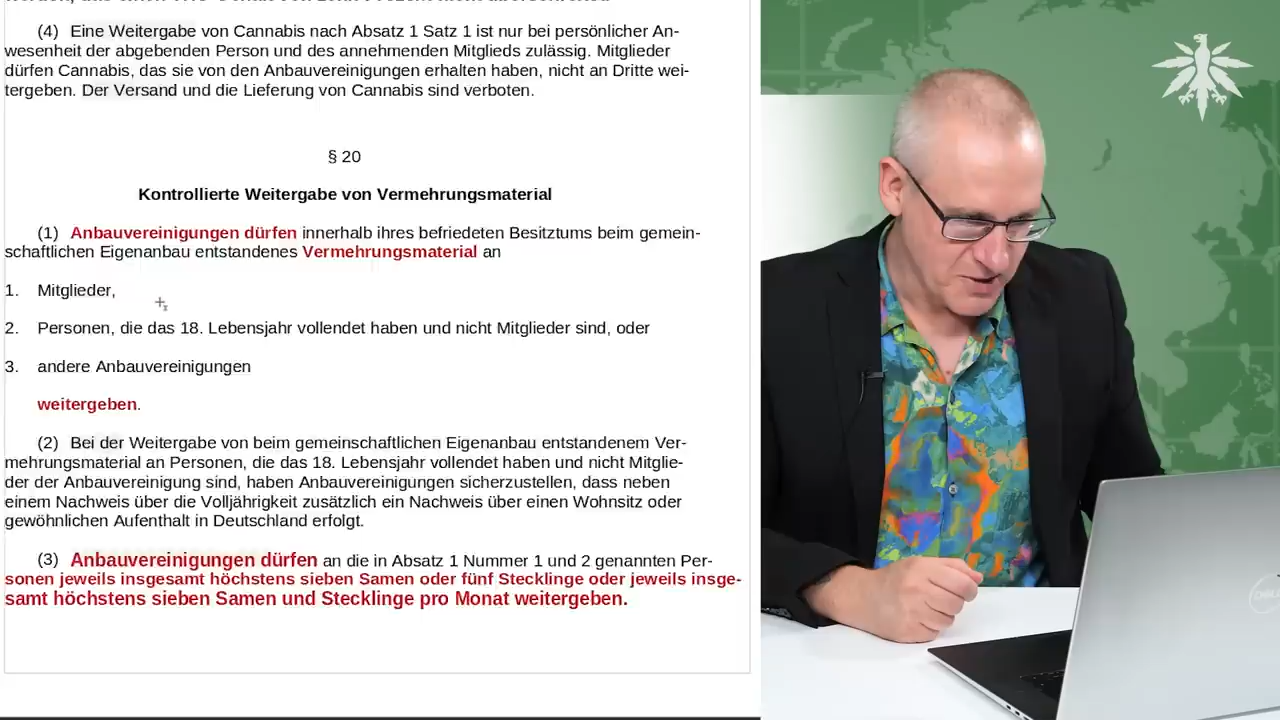 (4) Eine Weitergabe von Cannabis nach Absatz 1 Satz 1 ist nur bei persönlicher An-
wesenheit der abgebenden Person und des annehmenden Mitglieds zulässig. Mitglieder
dürfen Cannabis, das sie von den Anbauvereinigungen erhalten haben, nicht an Dritte wei-
tergeben. Der Versand und die Lieferung von Cannabis sind verboten.
§ 20
Kontrollierte Weitergabe von Vermehrungsmaterial
(1) Anbauvereinigungen dürfen innerhalb ihres befriedeten Besitztums beim gemein-
schaftlichen Eigenanbau entstandenes Vermehrungsmaterial an
1. Mitglieder,
2. Personen, die das 18. Lebensjahr vollendet haben und nicht Mitglieder sind, oder
3. andere Anbauvereinigungen
weitergeben.
(2) Bei der Weitergabe von beim gemeinschaftlichen Eigenanbau entstandenem Ver-
mehrungsmaterial an Personen, die das 18. Lebensjahr vollendet haben und nicht Mitglie-
der der Anbauvereinigung sind, haben Anbauvereinigungen sicherzustellen, dass neben
einem Nachweis über die Volljährigkeit zusätzlich ein Nachweis über einen Wohnsitz oder
gewöhnlichen Aufenthalt in Deutschland erfolgt.
(3) Anbauvereinigungen dürfen an die in Absatz 1 Nummer 1 und 2 genannten Per-
sonen jeweils insgesamt höchstens sieben Samen oder fünf Stecklinge oder jeweils insge-
samt höchstens sieben Samen und Stecklinge pro Monat weitergeben.